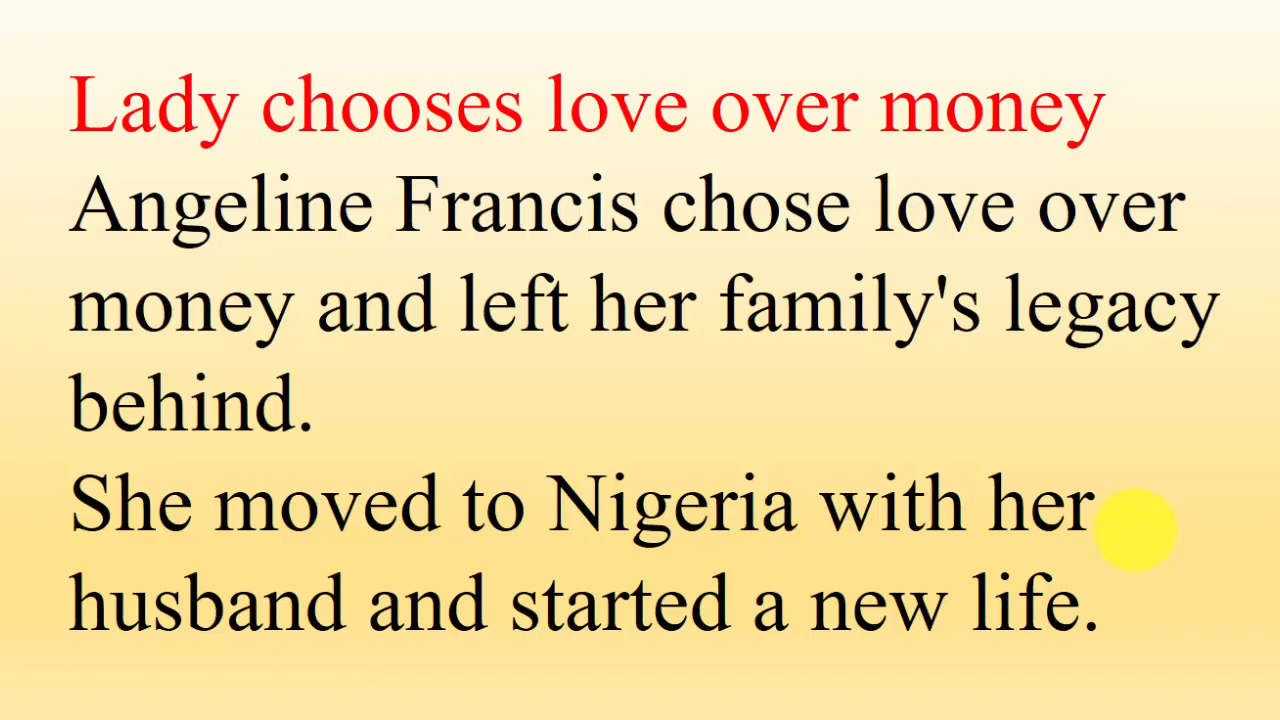 Lady chooses love over money
Angeline Francis chose love over
money and left her family's legacy
behind.
She moved to Nigeria with her
husband and started a new life.